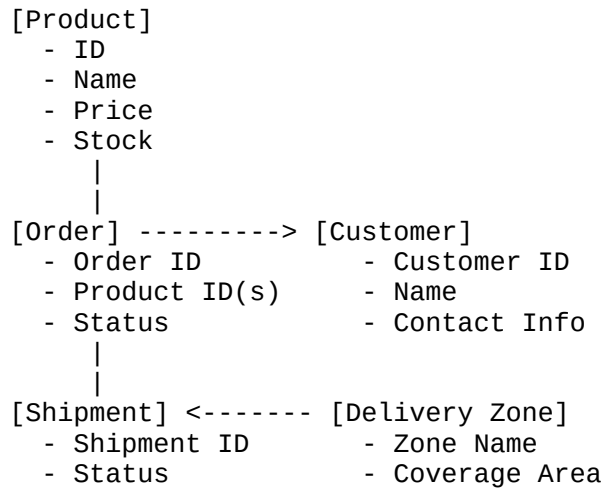 [Product]
  - ID
  - Name
  - Price
  - Stock
     |
     |
[Order] ---------> [Customer]
  - Order ID          - Customer ID
  - Product ID(s)     - Name
  - Status            - Contact Info
     |
     |
[Shipment] <------- [Delivery Zone]
  - Shipment ID       - Zone Name
  - Status            - Coverage Area